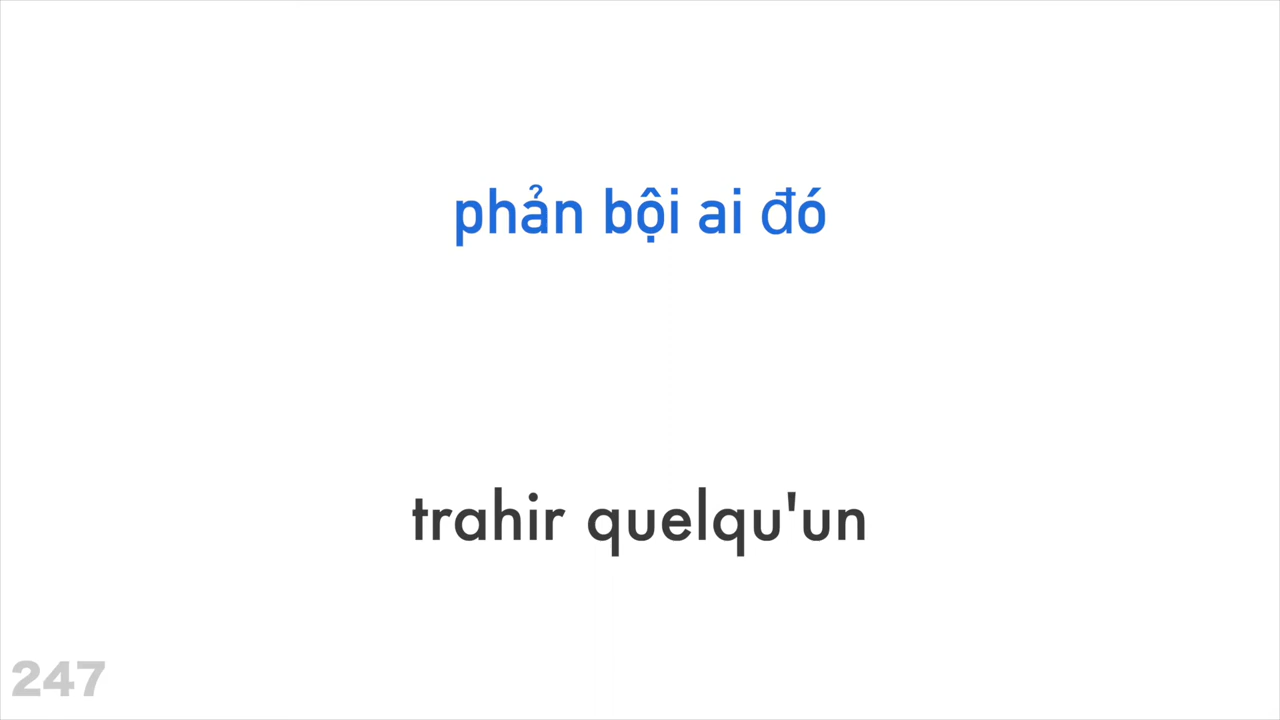 phản bội ai đó
trahir quelqu'un
247